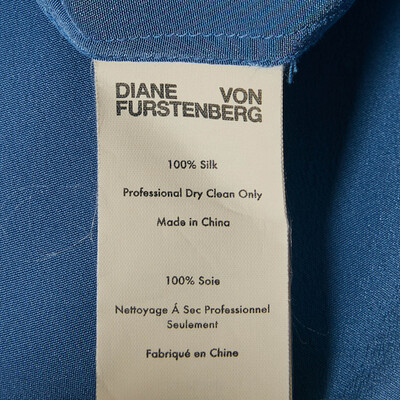 DIANE VON
FURSTENBERG
100% Silk
Professional Dry Clean Only
Made in China
100% Soie
Nettoyage Á Sec Professionnel
Seulement
Fabriqué en Chine